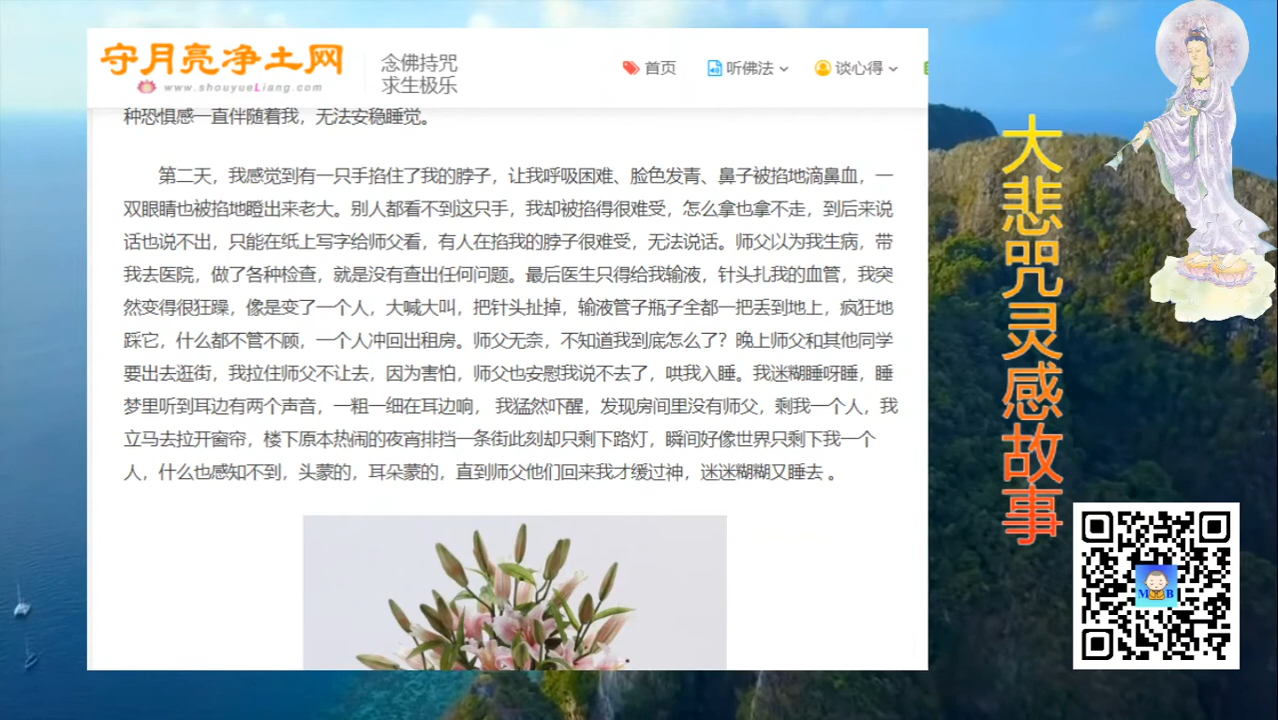 守月亮净土网
www.shouyueLiang.com
念佛持咒
求生极乐
首页
听佛法
谈心得
种恐惧感一直伴随着我，无法安稳睡觉。
第二天，我感觉到有一只手掐住了我的脖子，让我呼吸困难、脸色发青、鼻子被掐地滴鼻血，一
双眼睛也被掐地瞪出来老大。别人都看不到这只手，我却被掐得很难受，怎么拿也拿不走，到后来说
话也说不出，只能在纸上写字给师父看，有人在掐我的脖子很难受，无法说话。师父以为我生病，带
我去医院，做了各种检查，就是没有查出任何问题。最后医生只得给我输液，针头扎我的血管，我突
然变得很狂躁，像是变了一个人，大喊大叫，把针头扯掉，输液管子瓶子全都一把丢到地上，疯狂地
踩它，什么都不管不顾，一个人冲回出租房。师父无奈，不知道我到底怎么了？晚上师父和其他同学
要出去逛街，我拉住师父不让去，因为害怕，师父也安慰我说不去了，哄我入睡。我迷糊睡呀睡，睡
梦里听到耳边有两个声音，一粗一细在耳边响， 我猛然吓醒，发现房间里没有师父，剩我一个人，我
立马去拉开窗帘，楼下原本热闹的夜宵排挡一条街此刻却只剩下路灯，瞬间好像世界只剩下我一个
人，什么也感知不到，头蒙的，耳朵蒙的，直到师父他们回来我才缓过神，迷迷糊糊又睡去 。
大悲咒灵感故事
M B